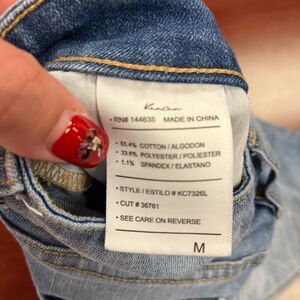 Kancan
• RN# 144635 MADE IN CHINA
• 65.4% COTTON / ALGODON
• 33.6% POLYESTER / POLIESTER
• 1.1% SPANDEX / ELASTANO
• STYLE / ESTILO # KC7326L
• CUT # 36761
• SEE CARE ON REVERSE
M